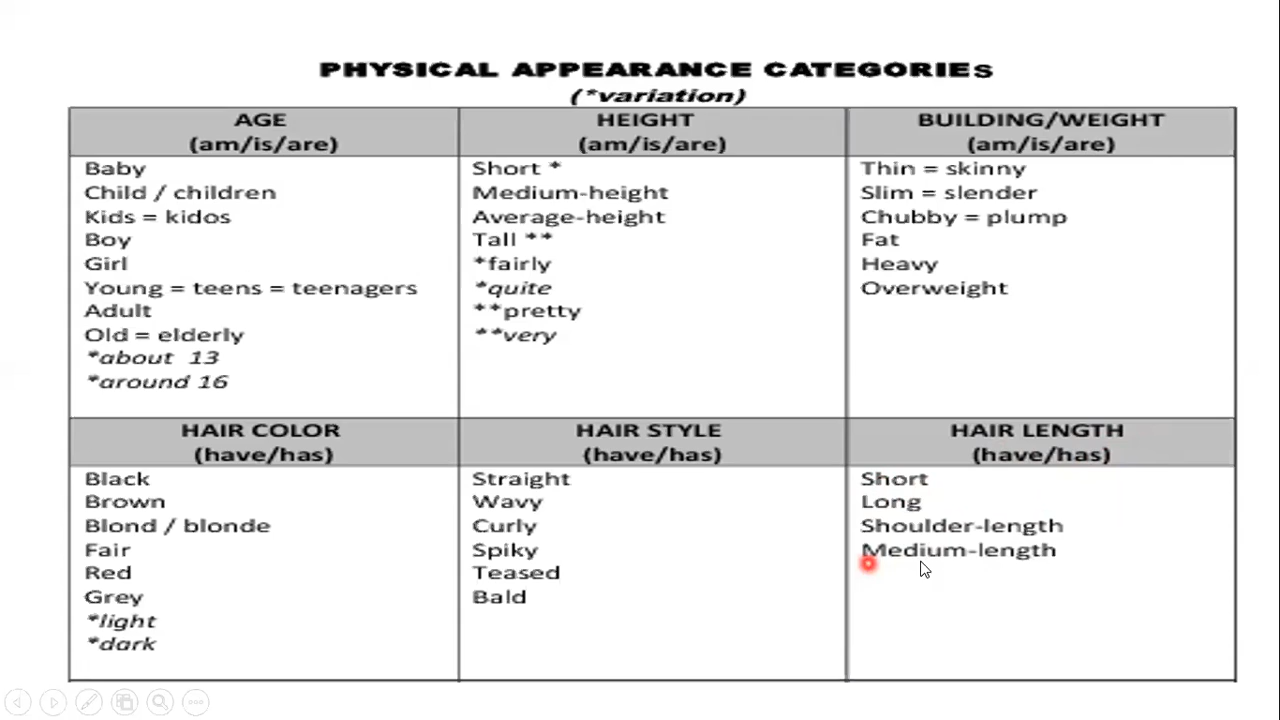 PHYSICAL APPEARANCE CATEGORIEs
(*variation)
AGE
(am/is/are)
Baby
Child / children
Kids = kidos
Boy
Girl
Young = teens = teenagers
Adult
Old = elderly
*about 13
*around 16
HEIGHT
(am/is/are)
Short *
Medium-height
Average-height
Tall **
*fairly
*quite
**pretty
**very
BUILDING/WEIGHT
(am/is/are)
Thin = skinny
Slim = slender
Chubby = plump
Fat
Heavy
Overweight
HAIR COLOR
(have/has)
Black
Brown
Blond / blonde
Fair
Red
Grey
*light
*dark
HAIR STYLE
(have/has)
Straight
Wavy
Curly
Spiky
Teased
Bald
HAIR LENGTH
(have/has)
Short
Long
Shoulder-length
Medium-length